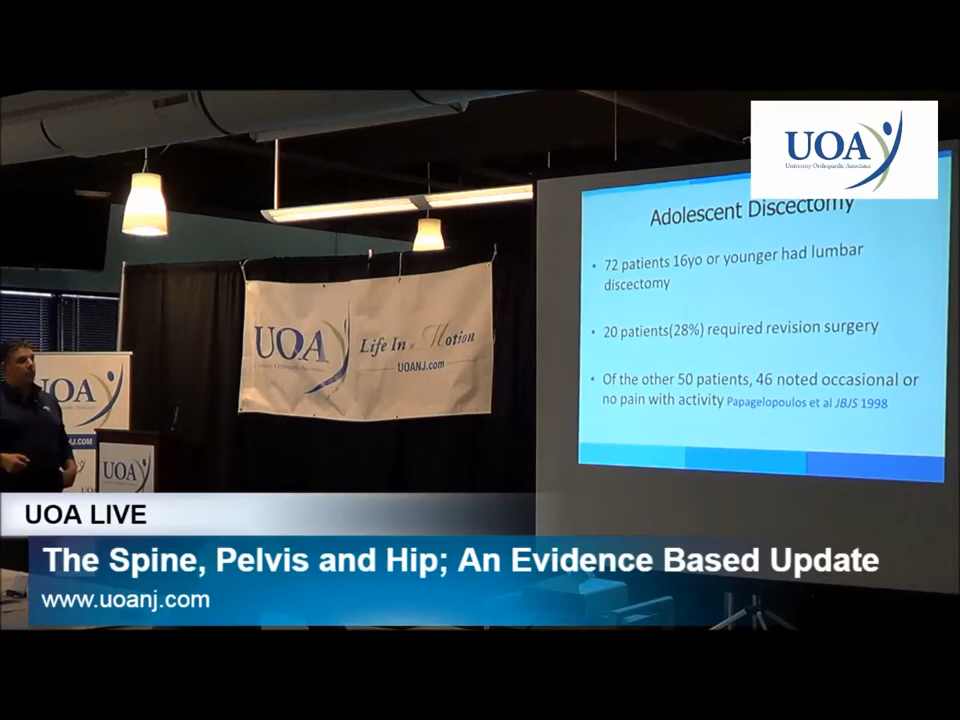 UOA
University Orthopaedic Associates
Adolescent Discectomy
• 72 patients 16yo or younger had lumbar
discectomy
• 20 patients(28%) required revision surgery
• Of the other 50 patients, 46 noted occasional or
no pain with activity Papagelopoulos et al JBJS 1998
UOA
University Orthopaedic Associates
Life In Motion
UOANJ.com
UOA
UOA
UOA LIVE
The Spine, Pelvis and Hip; An Evidence Based Update
www.uoanj.com